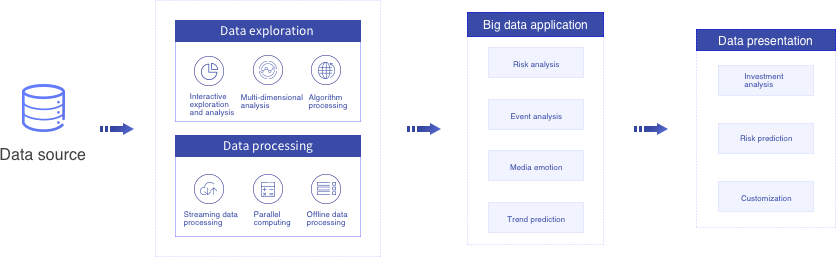 Data source
Data exploration
Interactive
exploration
and analysis
Multi-dimensional
analysis
Algorithm
processing
Data processing
Streaming data
processing
Parallel
computing
Offline data
processing
Big data application
Risk analysis
Event analysis
Media emotion
Trend prediction
Data presentation
Investment
analysis
Risk prediction
Customization